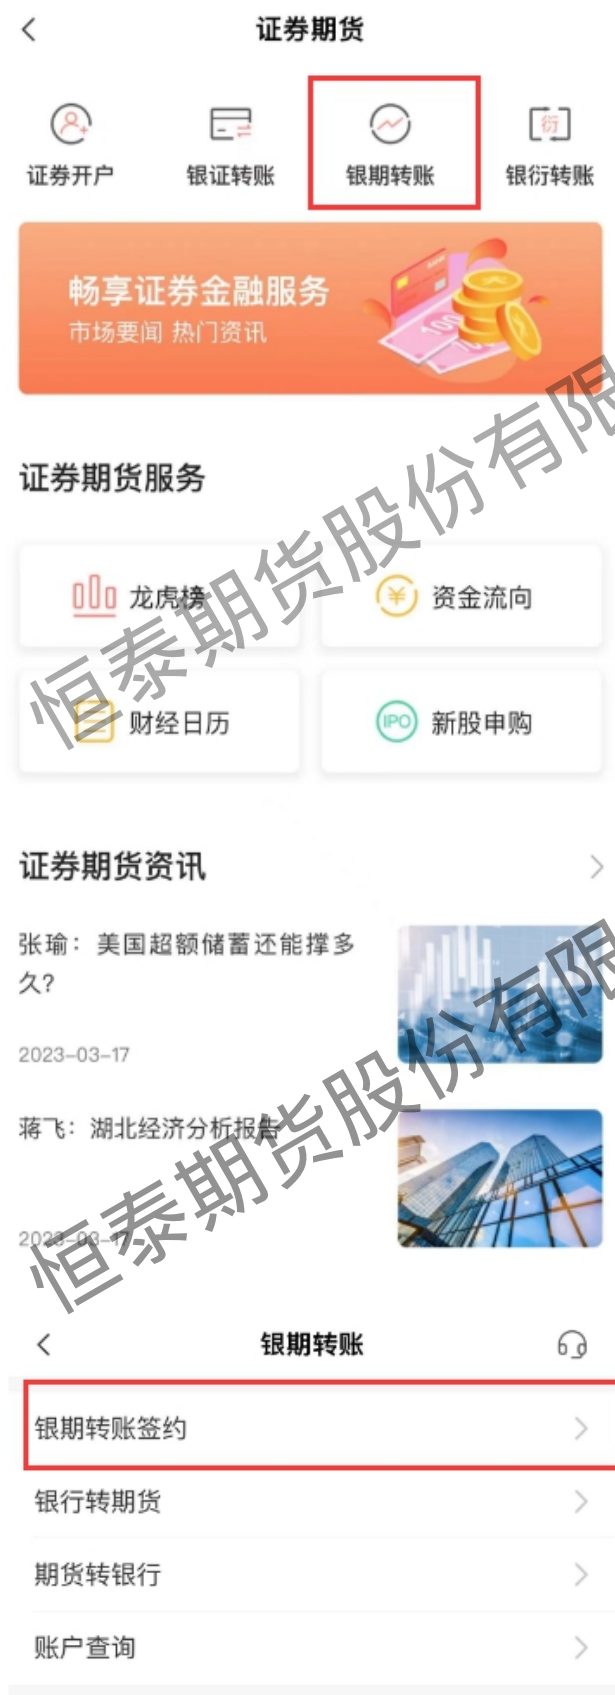 证券期货
证券开户
银证转账
银期转账
衍
银衍转账
畅享证券金融服务
市场要闻 热门资讯
100
证券期货服务
龙虎榜
¥ 资金流向
财经日历
IPO 新股申购
恒泰期货股份有限
证券期货资讯
张瑜：美国超额储蓄还能撑多
久？
2023-03-17
蒋飞：湖北经济分析报告
2023-03-17
恒泰期货股份有限
银期转账
银期转账签约
银行转期货
期货转银行
账户查询